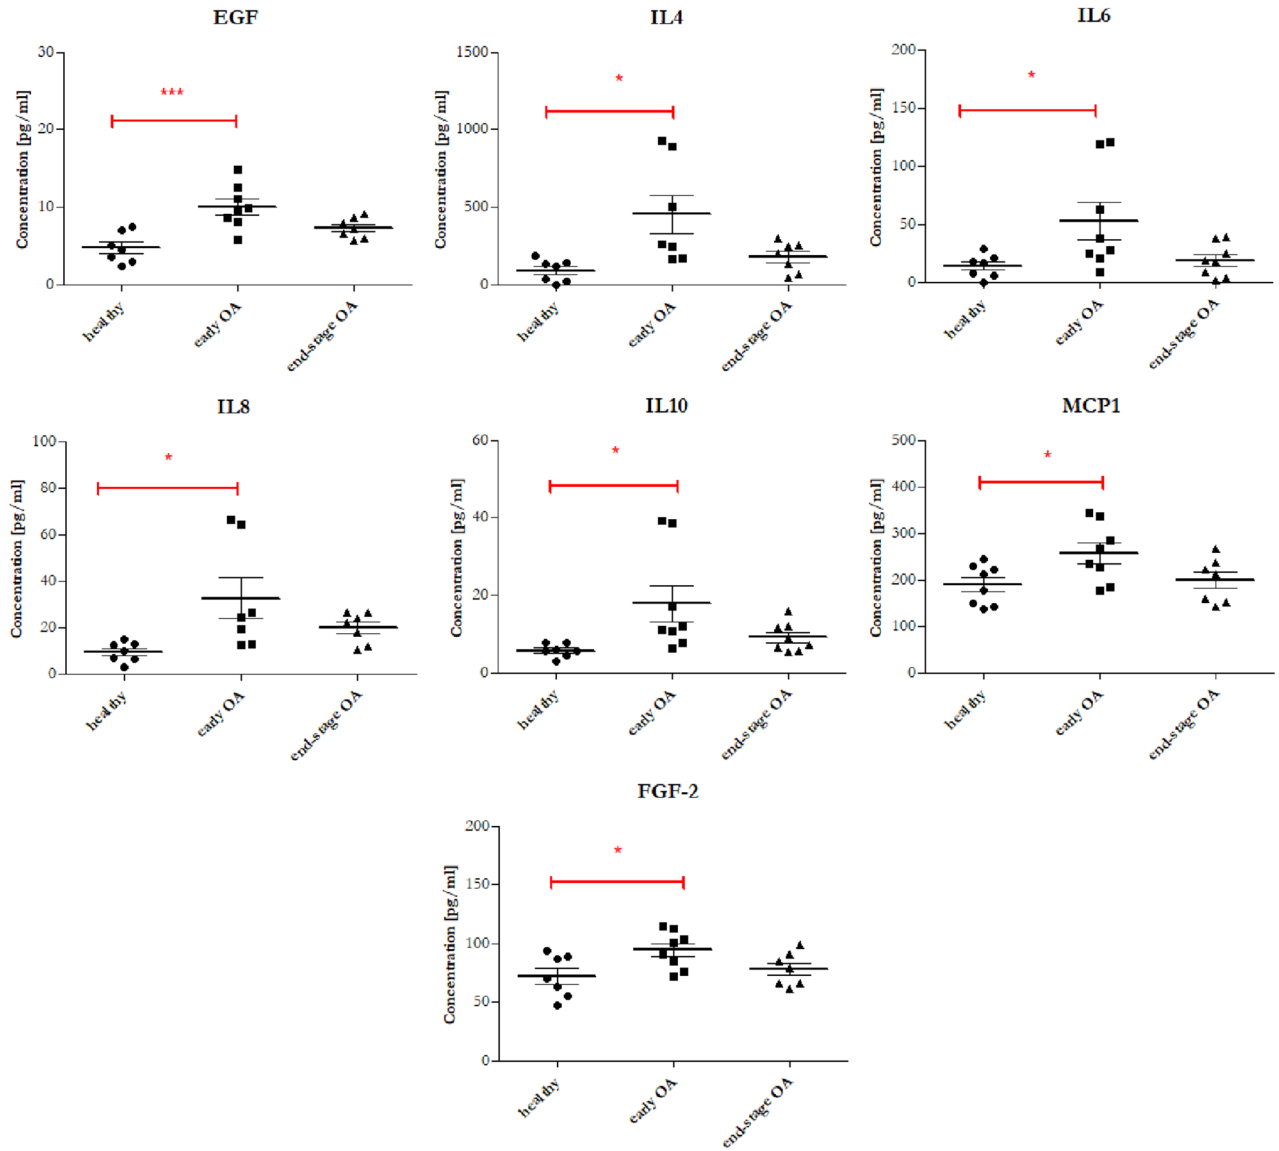 EGF
Concentration [pg/ml]
30
20
10
0
***
healthy
early OA
end-stage OA
IL4
Concentration [pg/ml]
1500
1000
500
0
*
healthy
early OA
end-stage OA
IL6
Concentration [pg/ml]
200
150
100
50
0
*
healthy
early OA
end-stage OA
IL8
Concentration [pg/ml]
100
80
60
40
20
0
*
healthy
early OA
end-stage OA
IL10
Concentration [pg/ml]
60
40
20
0
*
healthy
early OA
end-stage OA
MCP1
Concentration [pg/ml]
500
400
300
200
100
0
*
healthy
early OA
end-stage OA
FGF-2
Concentration [pg/ml]
200
150
100
50
0
*
healthy
early OA
end-stage OA